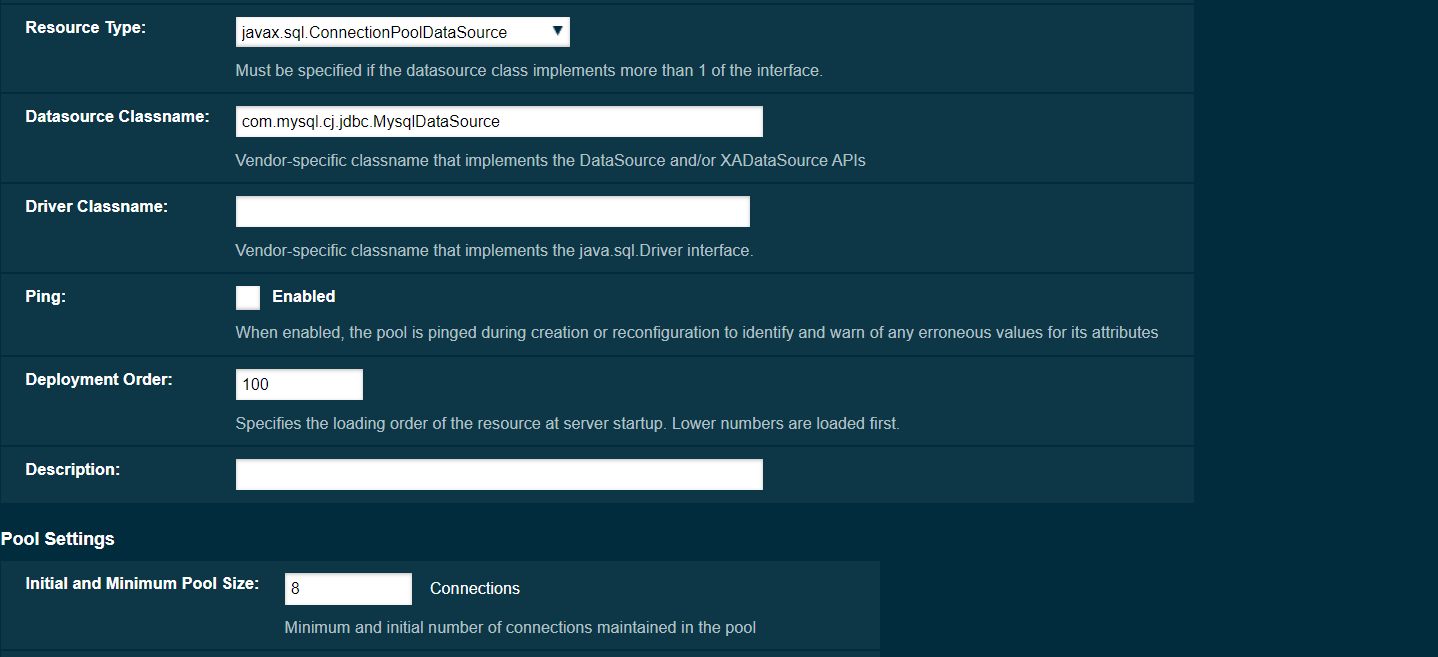 Resource Type:
javax.sql.ConnectionPoolDataSource
Must be specified if the datasource class implements more than 1 of the interface.
Datasource Classname:
com.mysql.cj.jdbc.MysqlDataSource
Vendor-specific classname that implements the DataSource and/or XADataSource APIs
Driver Classname:
Vendor-specific classname that implements the java.sql.Driver interface.
Ping:
Enabled
When enabled, the pool is pinged during creation or reconfiguration to identify and warn of any erroneous values for its attributes
Deployment Order:
100
Specifies the loading order of the resource at server startup. Lower numbers are loaded first.
Description:
Pool Settings
Initial and Minimum Pool Size:
8
Connections
Minimum and initial number of connections maintained in the pool